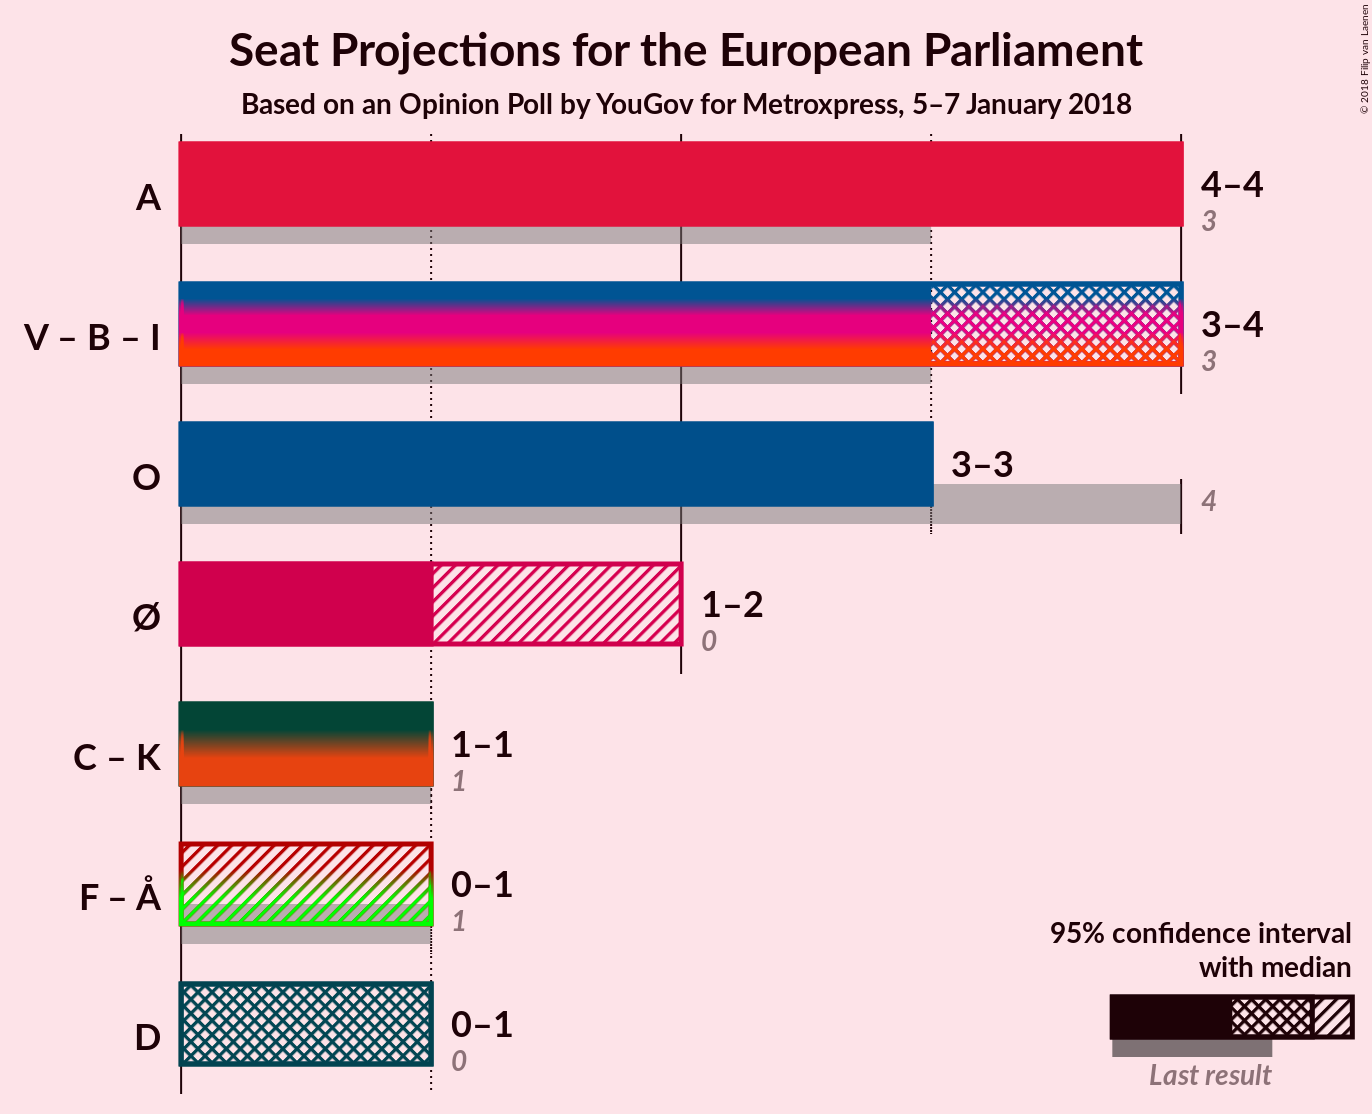 Seat Projections for the European Parliament
Based on an Opinion Poll by YouGov for Metroxpress, 5–7 January 2018
© 2018 Filip van Laenen
A
4–4
3
V – B – I
3–4
3
O
3–3
4
Ø
1–2
0
C – K
1–1
1
F – Å
0–1
1
D
0–1
0
95% confidence interval
with median
Last result